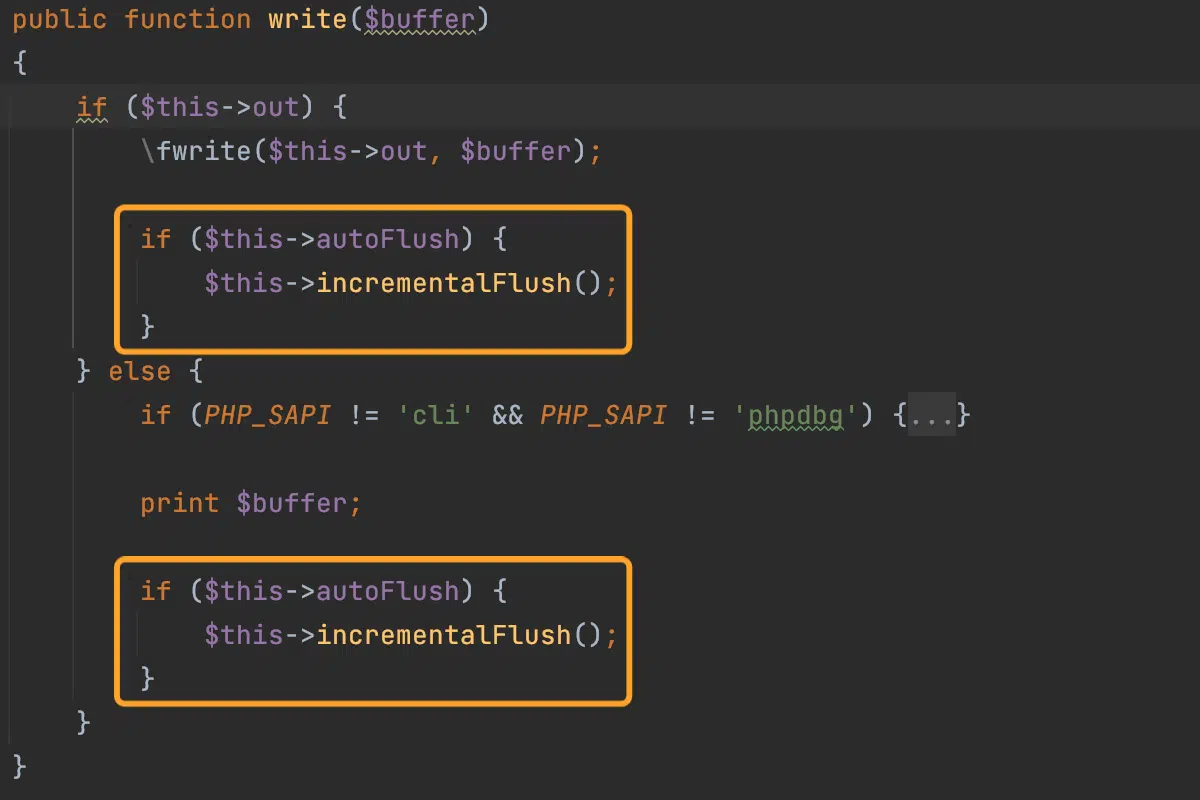 public function write($buffer)
{
    if ($this->out) {
        \fwrite($this->out, $buffer);
        if ($this->autoFlush) {
            $this->incrementalFlush();
        }
    } else {
        if (PHP_SAPI != 'cli' && PHP_SAPI != 'phpdbg') {...}
        print $buffer;
        if ($this->autoFlush) {
            $this->incrementalFlush();
        }
    }
}